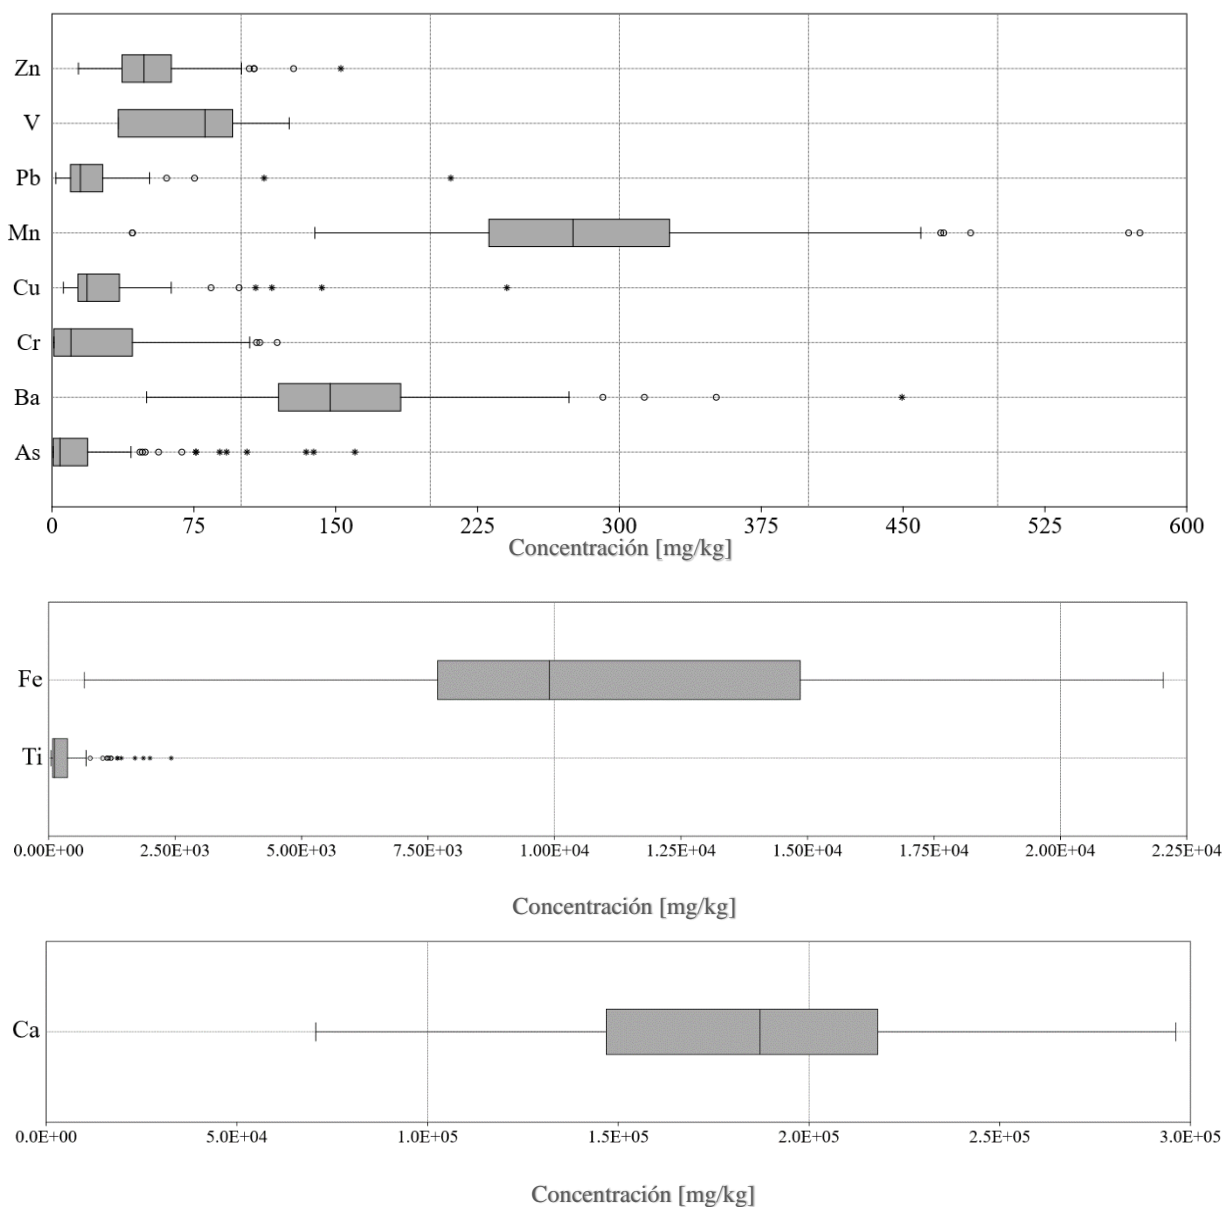 Zn
V
Pb
Mn
Cu
Cr
Ba
As
0 75 150 225 300 375 450 525 600
Concentración [mg/kg]
Fe
Ti
0.00E+00 2.50E+03 5.00E+03 7.50E+03 1.00E+04 1.25E+04 1.50E+04 1.75E+04 2.00E+04 2.25E+04
Concentración [mg/kg]
Ca
0.0E+00 5.0E+04 1.0E+05 1.5E+05 2.0E+05 2.5E+05 3.0E+05
Concentración [mg/kg]